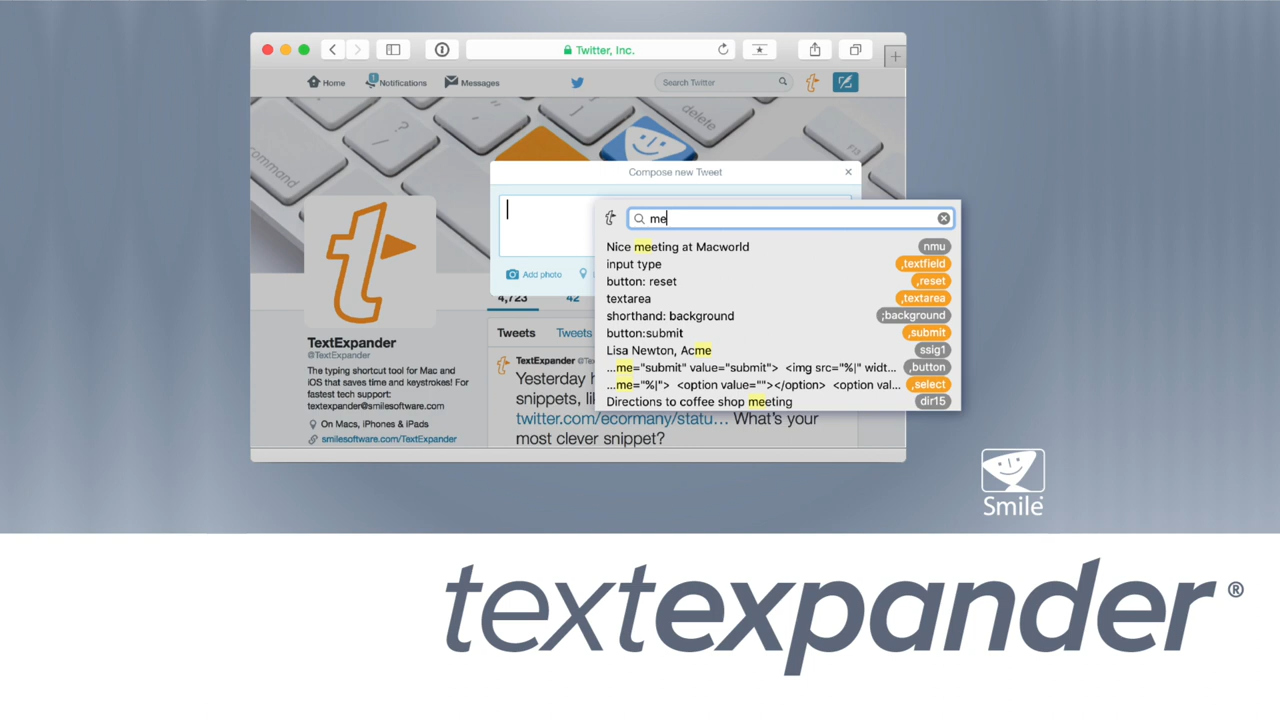 Twitter, Inc.
Home
Notifications
Messages
Search Twitter
command
?
/
delete
F13
Compose new Tweet
me
Add photo
Nice meeting at Macworld nmu
input type ,textfield
button: reset ,reset
textarea ,textarea
shorthand: background ;background
button:submit ,submit
Lisa Newton, Acme ssig1
...me="submit" value="submit"> <img src="%|" widt... ,button
...me="%|"> <option value=""></option> <option val... ,select
Directions to coffee shop meeting dir15
4,723 42
Tweets Tweets
TextExpander
@TextExpander
The typing shortcut tool for Mac and
iOS that saves time and keystrokes! For
fastest tech support:
textexpander@smilesoftware.com
On Macs, iPhones & iPads
smilesoftware.com/TextExpander
TextExpander
Yesterday
snippets,
twitter.com/ecormany/statu… What's your
most clever snippet?
Smile
textexpander®